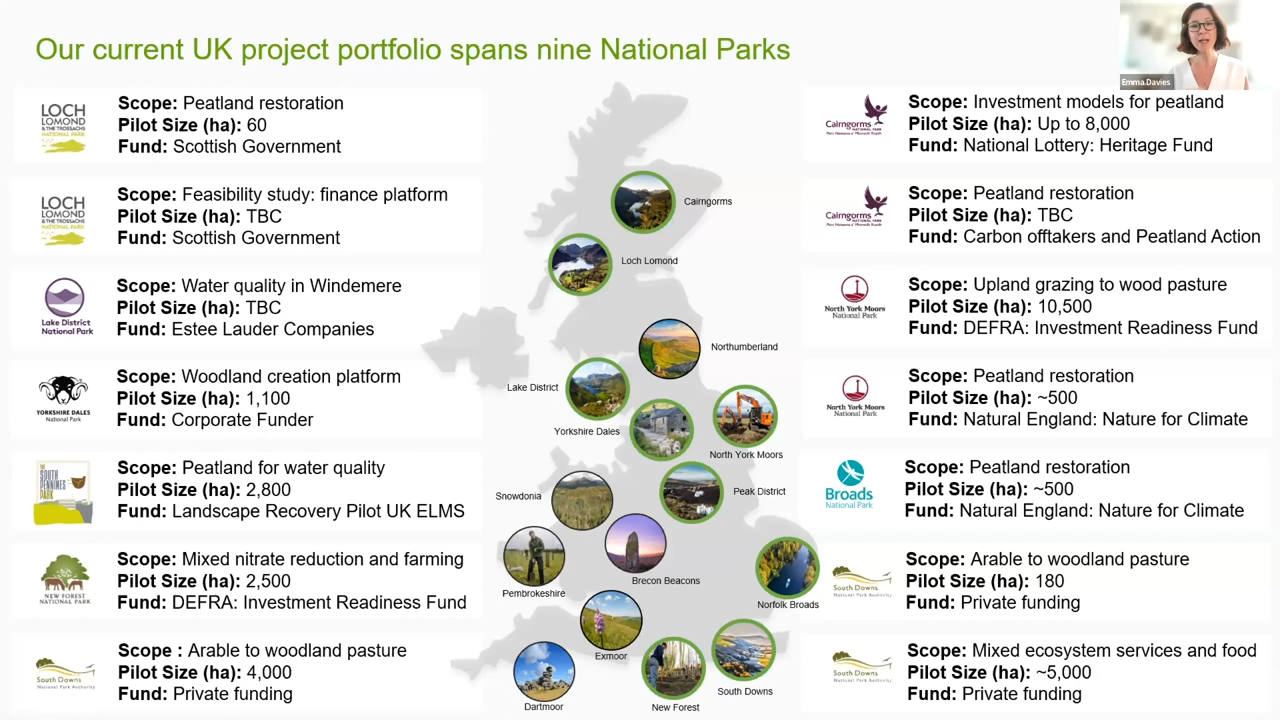 Our current UK project portfolio spans nine National Parks
Emma.Davies
LOCH
LOMOND
& THE TROSSACHS
NATIONAL PARK
Scope: Peatland restoration
Pilot Size (ha): 60
Fund: Scottish Government
LOCH
LOMOND
& THE TROSSACHS
NATIONAL PARK
Scope: Feasibility study: finance platform
Pilot Size (ha): TBC
Fund: Scottish Government
Lake District
National Park
Scope: Water quality in Windemere
Pilot Size (ha): TBC
Fund: Estee Lauder Companies
YORKSHIRE DALES
National Park
Scope: Woodland creation platform
Pilot Size (ha): 1,100
Fund: Corporate Funder
THE
SOUTH
PENNINES
PARK
Scope: Peatland for water quality
Pilot Size (ha): 2,800
Fund: Landscape Recovery Pilot UK ELMS
NEW FOREST
NATIONAL PARK
Scope: Mixed nitrate reduction and farming
Pilot Size (ha): 2,500
Fund: DEFRA: Investment Readiness Fund
South Downs
National Park Authority
Scope : Arable to woodland pasture
Pilot Size (ha): 4,000
Fund: Private funding
Cairngorms
Loch Lomond
Northumberland
Lake District
Yorkshire Dales
North York Moors
Snowdonia
Peak District
Brecon Beacons
Pembrokeshire
Norfolk Broads
Exmoor
South Downs
Dartmoor
New Forest
Cairngorms
NATIONAL PARK
Scope: Investment models for peatland
Pilot Size (ha): Up to 8,000
Fund: National Lottery: Heritage Fund
Cairngorms
NATIONAL PARK
Scope: Peatland restoration
Pilot Size (ha): TBC
Fund: Carbon offtakers and Peatland Action
North York Moors
National Park
Scope: Upland grazing to wood pasture
Pilot Size (ha): 10,500
Fund: DEFRA: Investment Readiness Fund
North York Moors
National Park
Scope: Peatland restoration
Pilot Size (ha): ~500
Fund: Natural England: Nature for Climate
Broads
National Park
Scope: Peatland restoration
Pilot Size (ha): ~500
Fund: Natural England: Nature for Climate
South Downs
National Park Authority
Scope: Arable to woodland pasture
Pilot Size (ha): 180
Fund: Private funding
South Downs
National Park Authority
Scope: Mixed ecosystem services and food
Pilot Size (ha): ~5,000
Fund: Private funding